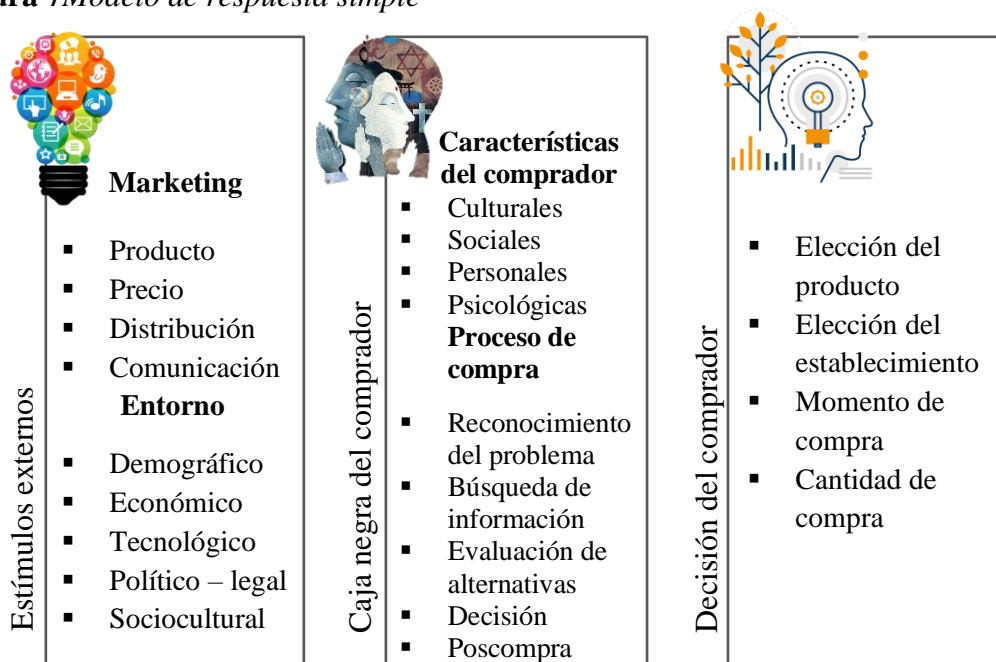 Modelo de respuesta simple
Marketing
Producto
Precio
Distribución
Comunicación
Entorno
Demográfico
Económico
Tecnológico
Político – legal
Sociocultural
Estímulos externos
Características
del comprador
Culturales
Sociales
Personales
Psicológicas
Proceso de
compra
Reconocimiento
del problema
Búsqueda de
información
Evaluación de
alternativas
Decisión
Poscompra
Caja negra del comprador
Elección del
producto
Elección del
establecimiento
Momento de
compra
Cantidad de
compra
Decisión del comprador